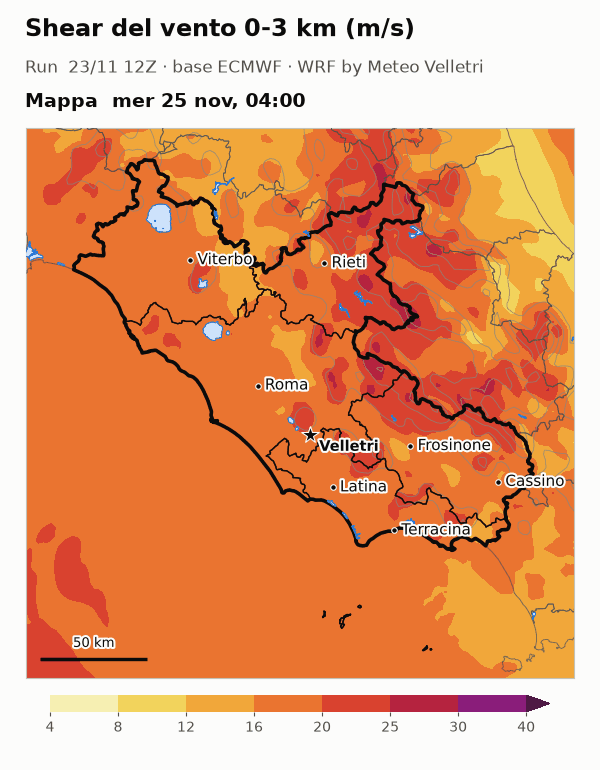 Shear del vento 0-3 km (m/s)
Run  23/11 12Z · base ECMWF · WRF by Meteo Velletri
Mappa  mer 25 nov, 04:00
Viterbo
Rieti
Roma
Velletri
Frosinone
Latina
Cassino
Terracina
50 km
4 8 12 16 20 25 30 40